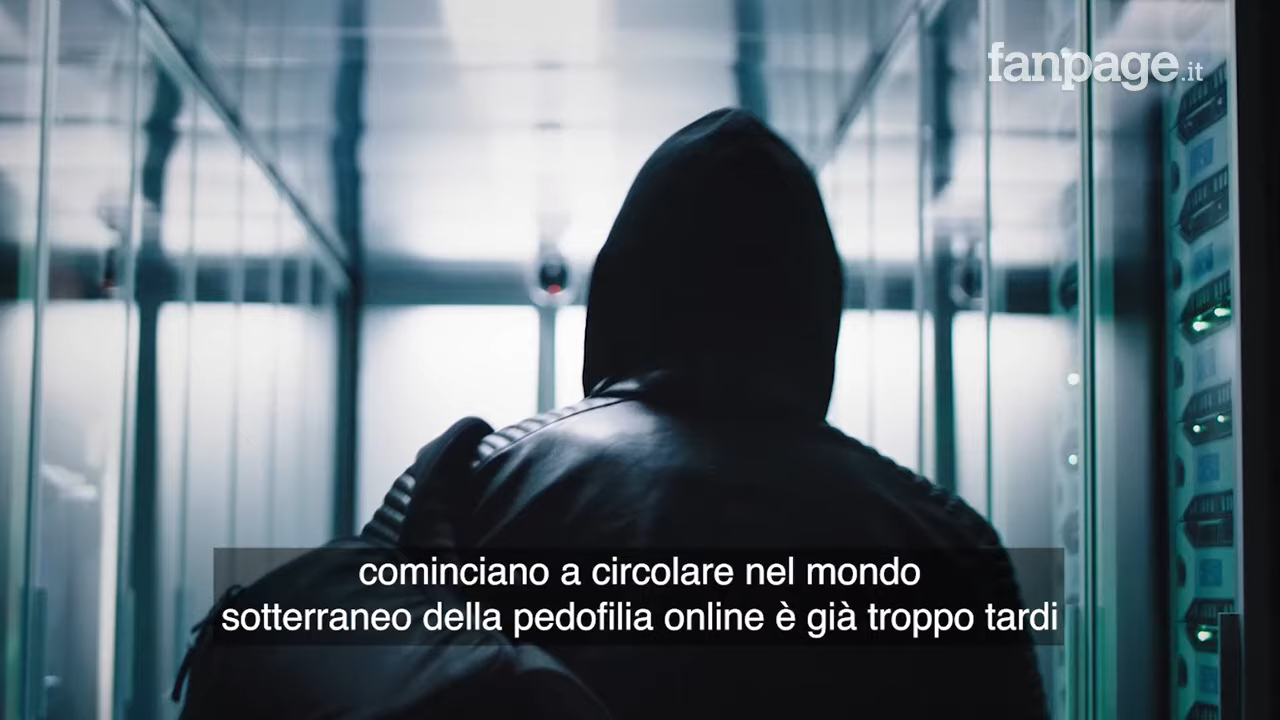 fanpage.it
cominciano a circolare nel mondo
sotterraneo della pedofilia online è già troppo tardi